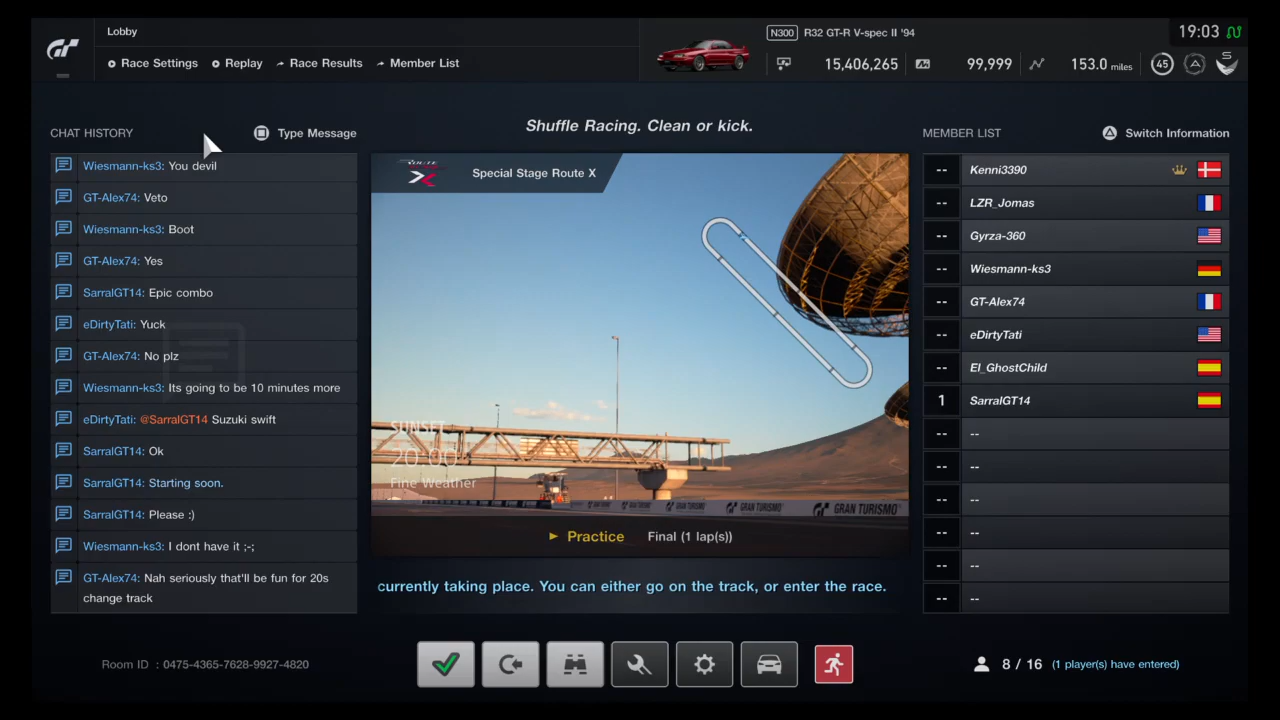 Lobby
N300 R32 GT-R V-spec II '94
19:03
Race Settings Replay Race Results Member List
15,406,265 99,999 153.0 miles 45 S
CHAT HISTORY Type Message
Shuffle Racing. Clean or kick.
MEMBER LIST Switch Information
Wiesmann-ks3: You devil
GT-Alex74: Veto
Wiesmann-ks3: Boot
GT-Alex74: Yes
SarralGT14: Epic combo
eDirtyTati: Yuck
GT-Alex74: No plz
Wiesmann-ks3: Its going to be 10 minutes more
eDirtyTati: @SarralGT14 Suzuki swift
SarralGT14: Ok
SarralGT14: Starting soon.
SarralGT14: Please :)
Wiesmann-ks3: I dont have it ;-;
GT-Alex74: Nah seriously that'll be fun for 20s
change track
ROUTE X
Special Stage Route X
SUNSET
20:00
Fine Weather
GRAN TURISMO GRAN TURISMO
Practice Final (1 lap(s))
currently taking place. You can either go on the track, or enter the race.
-- Kenni3390
-- LZR_Jomas
-- Gyrza-360
-- Wiesmann-ks3
-- GT-Alex74
-- eDirtyTati
-- El_GhostChild
1 SarralGT14
-- --
-- --
-- --
-- --
-- --
-- --
Room ID : 0475-4365-7628-9927-4820
8 / 16 (1 player(s) have entered)